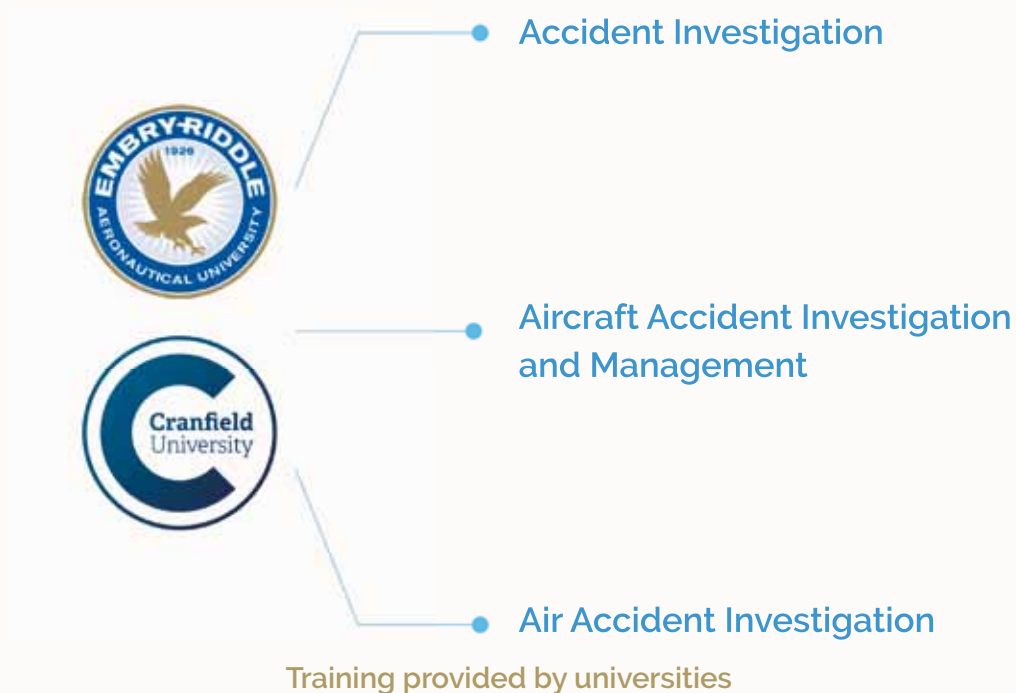 Accident Investigation
EMBRY-RIDDLE
1926
AERONAUTICAL UNIVERSITY
Aircraft Accident Investigation
and Management
Cranfield
University
Air Accident Investigation
Training provided by universities